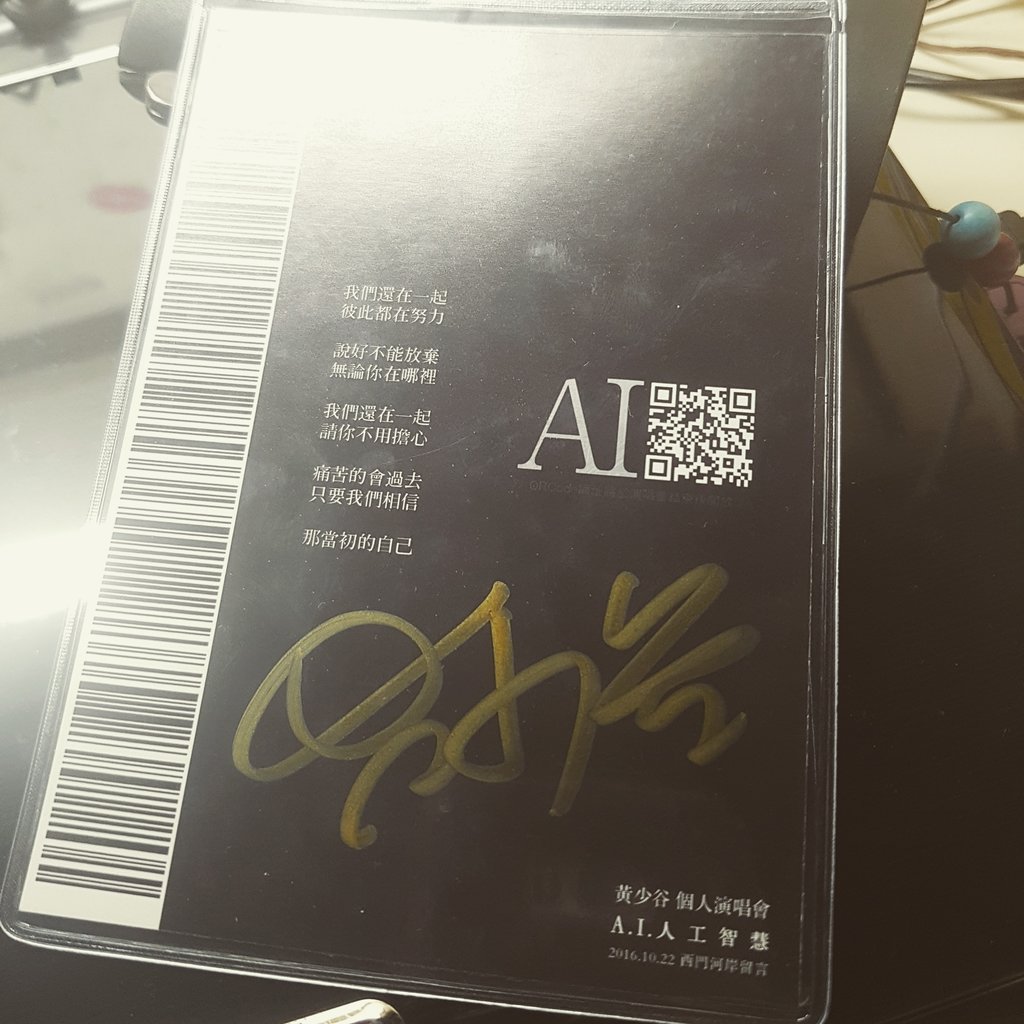 我們還在一起
彼此都在努力
說好不能放棄
無論你在哪裡
我們還在一起
請你不用擔心
痛苦的會過去
只要我們相信
那當初的自己
AI
黃少谷 個人演唱會
A.I.人工智慧
2016.10.22 西門河岸留言